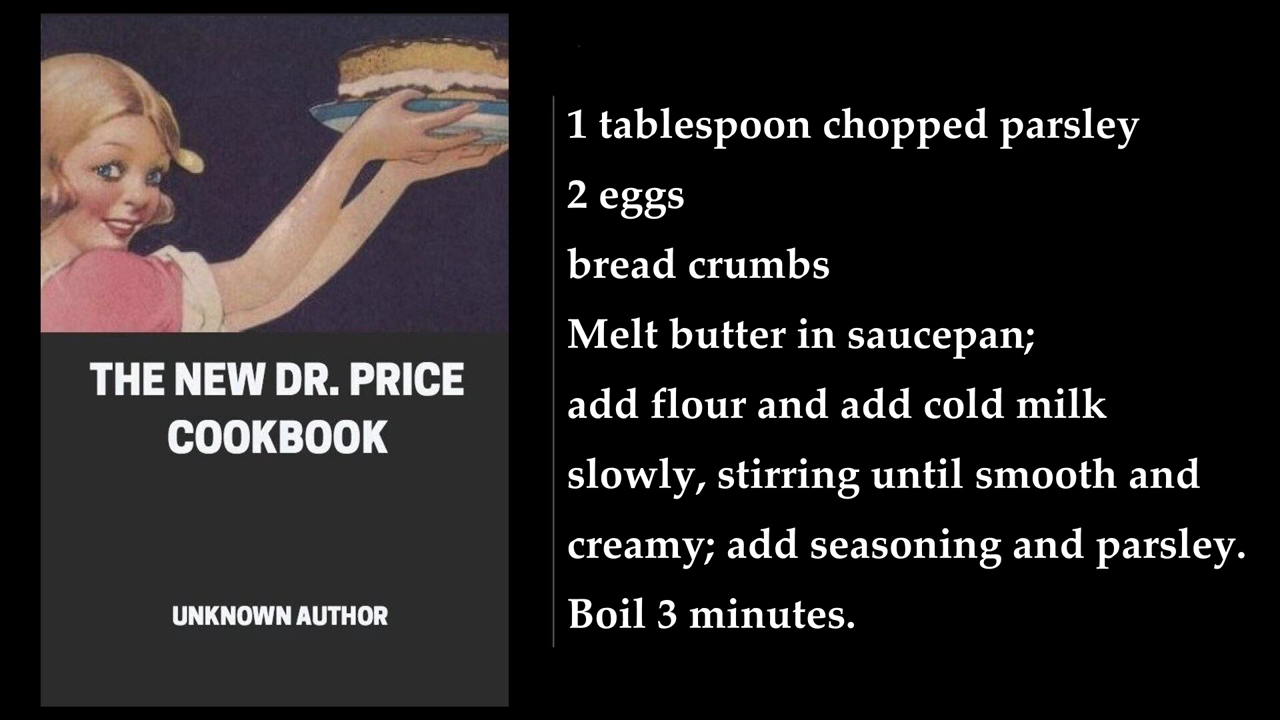 THE NEW DR. PRICE
COOKBOOK
UNKNOWN AUTHOR
1 tablespoon chopped parsley
2 eggs
bread crumbs
Melt butter in saucepan;
add flour and add cold milk
slowly, stirring until smooth and
creamy; add seasoning and parsley.
Boil 3 minutes.